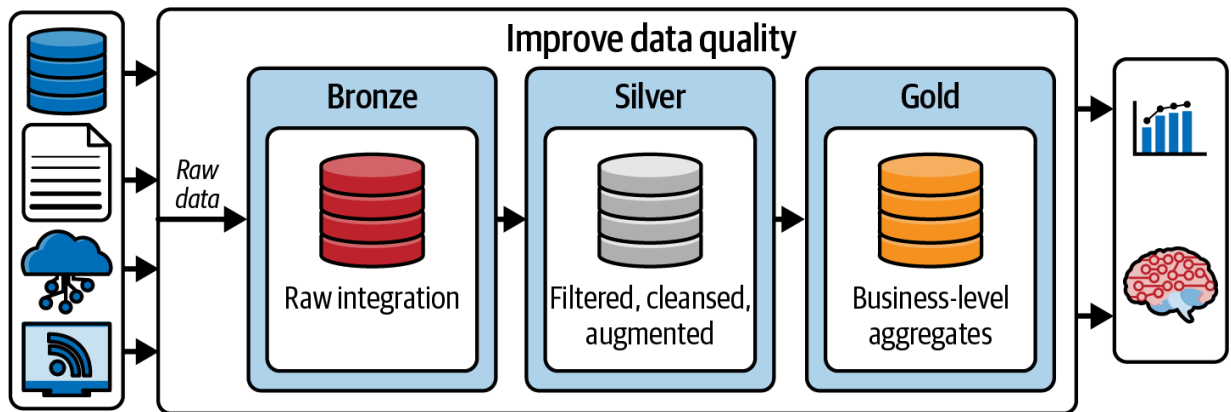 Improve data quality
Bronze
Silver
Gold
Raw
data
Raw integration
Filtered, cleansed,
augmented
Business-level
aggregates